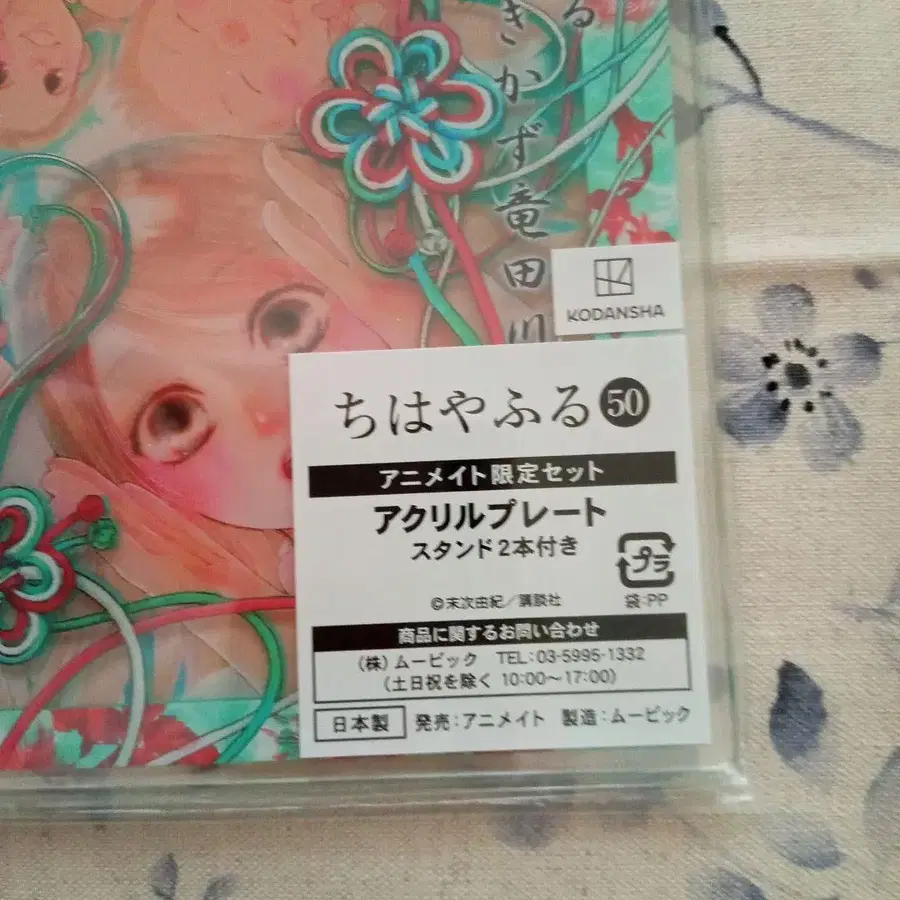 る
きかず竜田川
KODANSHA
ちはやふる50
アニメイト限定セット
アクリルプレート
スタンド2本付き
プラ
袋:PP
©末次由紀/講談社
商品に関するお問い合わせ
(株)ムービック TEL:03-5995-1332
(土日祝を除く 10:00～17:00)
日本製 発売:アニメイト 製造:ムービック